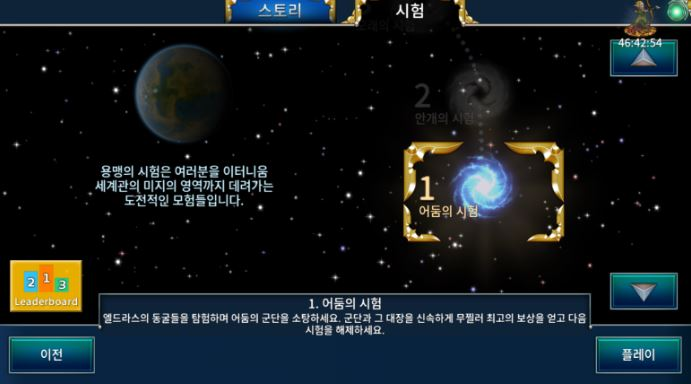 스토리
시험
46:42:54
2
안개의 시험
용맹의 시험은 여러분을 이터니움
세계관의 미지의 영역까지 데려가는
도전적인 모험들입니다.
1
어둠의 시험
2 1 3
Leaderboard
1. 어둠의 시험
엘드라스의 동굴들을 탐험하며 어둠의 군단을 소탕하세요. 군단과 그 대장을 신속하게 무찔러 최고의 보상을 얻고 다음
시험을 해제하세요.
이전
플레이